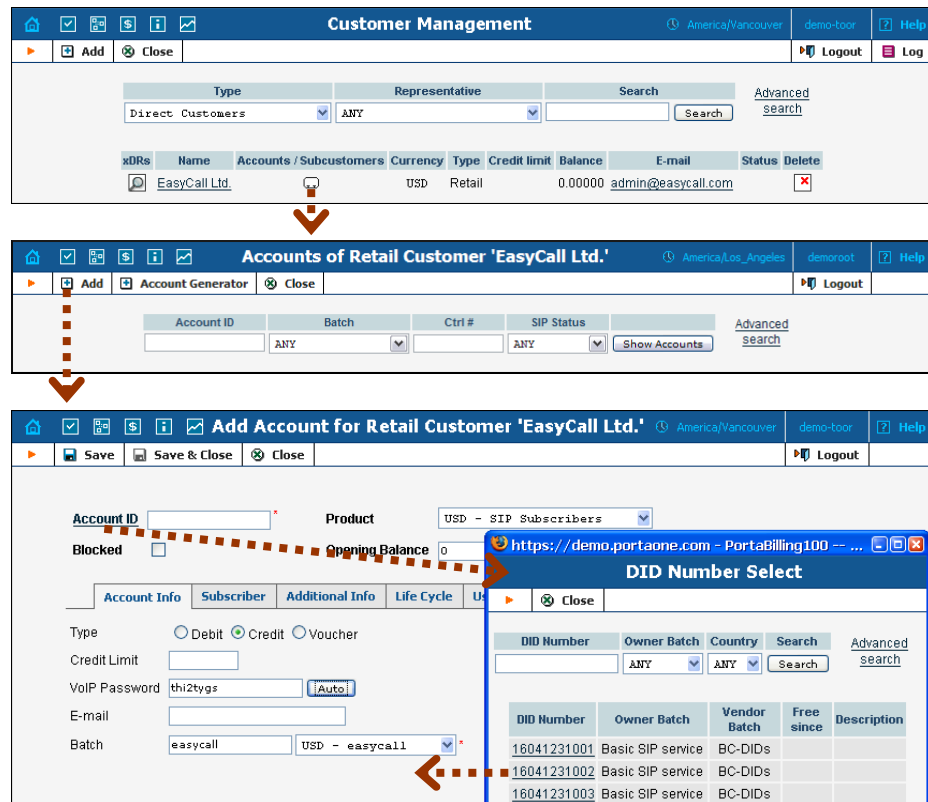 Customer Management
America/Vancouver
demo-toor
? Help
Add
Close
Logout
Log
Type Representative Search
Direct Customers ANY Search
Advanced search
xDRs Name Accounts / Subcustomers Currency Type Credit limit Balance E-mail Status Delete
EasyCall Ltd. USD Retail 0.00000 admin@easycall.com
Accounts of Retail Customer 'EasyCall Ltd.'
America/Los_Angeles
demoroot
? Help
Add
Account Generator
Close
Logout
Account ID Batch Ctrl # SIP Status
ANY ANY Show Accounts
Advanced search
Add Account for Retail Customer 'EasyCall Ltd.'
America/Vancouver
demo-toor
? Help
Save
Save & Close
Close
Logout
Account ID * Product USD - SIP Subscribers
Blocked Opening Balance 0
Account Info Subscriber Additional Info Life Cycle
Type Debit Credit Voucher
Credit Limit
VoIP Password thi2tygs Auto
E-mail
Batch easycall USD - easycall *
https://demo.portaone.com - PortaBilling100 -- ...
DID Number Select
Close
DID Number Owner Batch Country Search
ANY ANY Search
Advanced search
DID Number Owner Batch Vendor Batch Free since Description
16041231001 Basic SIP service BC-DIDs
16041231002 Basic SIP service BC-DIDs
16041231003 Basic SIP service BC-DIDs